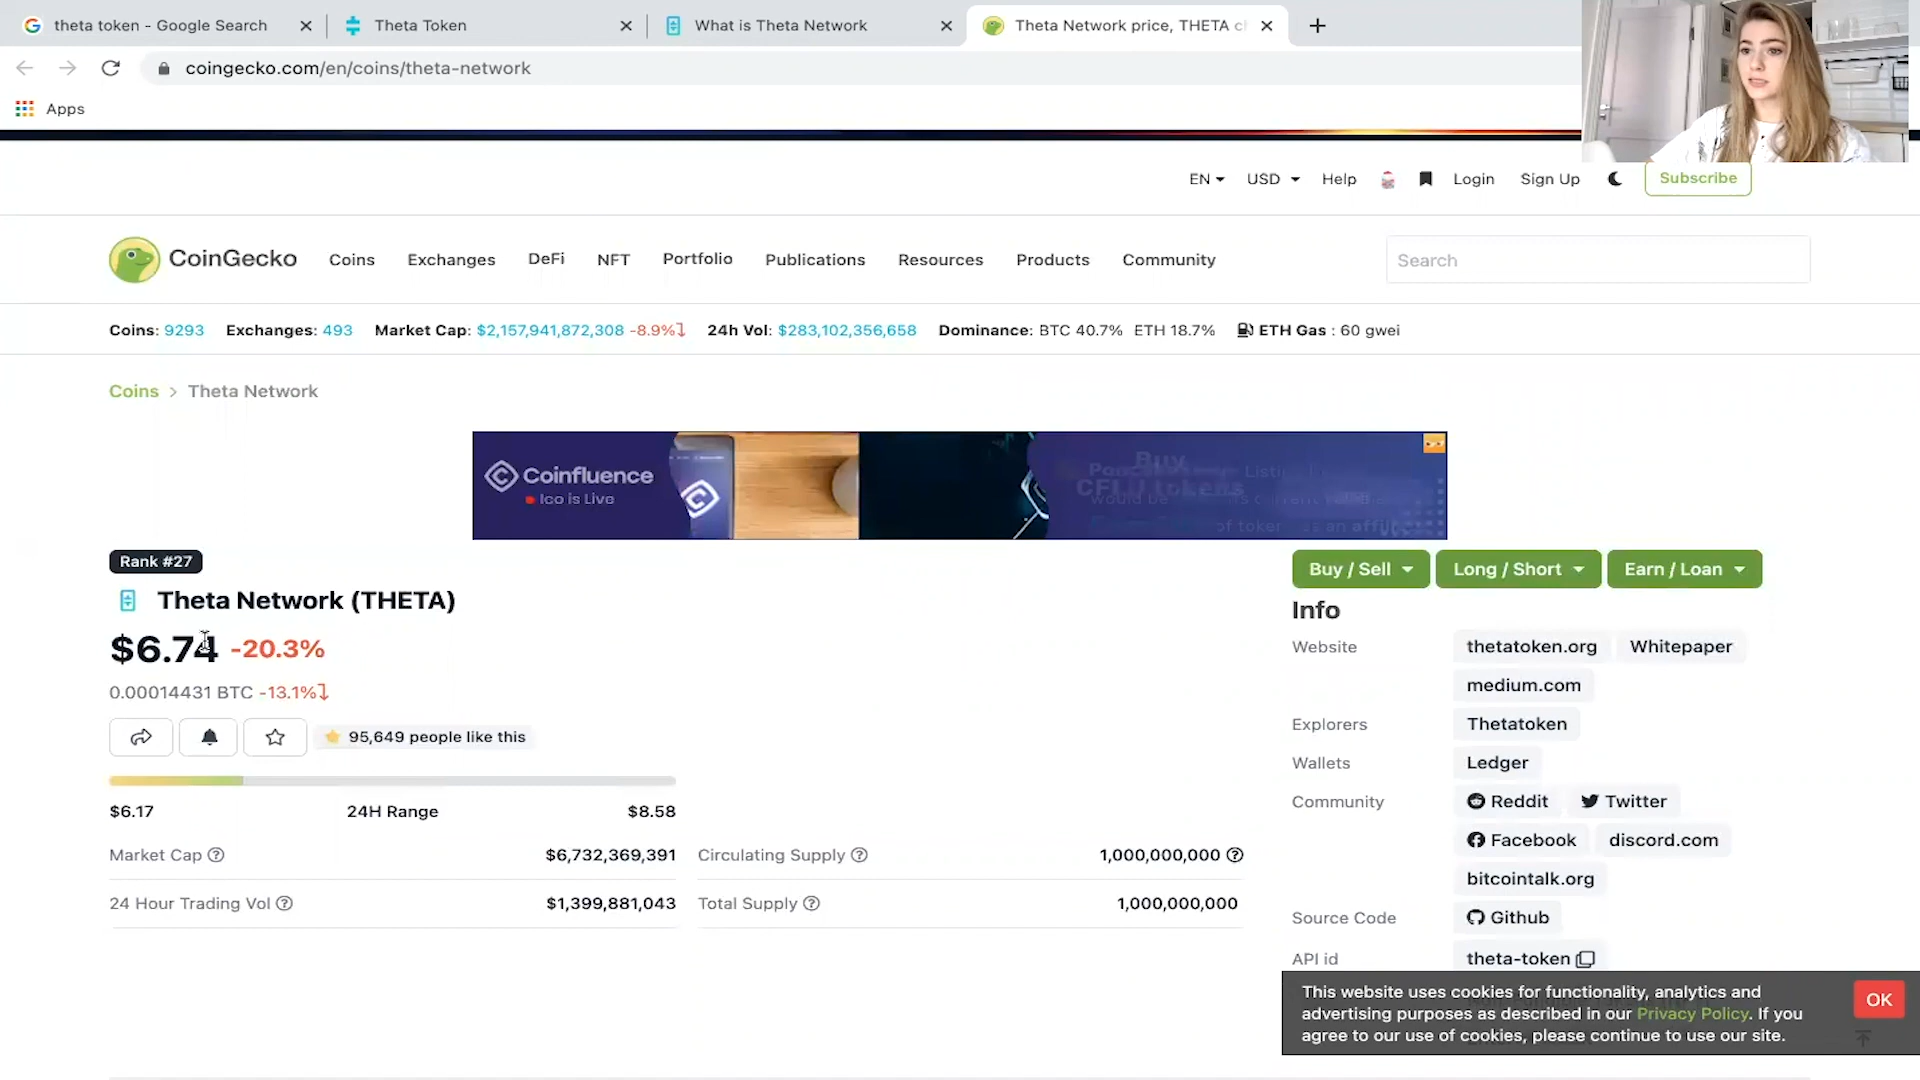 theta token - Google Search
Theta Token
What is Theta Network
Theta Network price, THETA ch
coingecko.com/en/coins/theta-network
Apps
EN USD Help Login Sign Up Subscribe
CoinGecko Coins Exchanges DeFi NFT Portfolio Publications Resources Products Community Search
Coins: 9293 Exchanges: 493 Market Cap: $2,157,941,872,308 -8.9% 24h Vol: $283,102,356,658 Dominance: BTC 40.7% ETH 18.7% ETH Gas : 60 gwei
Coins > Theta Network
Coinfluence
Ico is Live
Buy
CFLU tokens
Rank #27
Theta Network (THETA)
$6.74 -20.3%
0.00014431 BTC -13.1%
95,649 people like this
$6.17 24H Range $8.58
Market Cap $6,732,369,391
24 Hour Trading Vol $1,399,881,043
Circulating Supply 1,000,000,000
Total Supply 1,000,000,000
Buy / Sell Long / Short Earn / Loan
Info
Website thetatoken.org Whitepaper
medium.com
Explorers Thetatoken
Wallets Ledger
Community Reddit Twitter
Facebook discord.com
bitcointalk.org
Source Code Github
API id theta-token
This website uses cookies for functionality, analytics and
advertising purposes as described in our Privacy Policy. If you
agree to our use of cookies, please continue to use our site.
OK